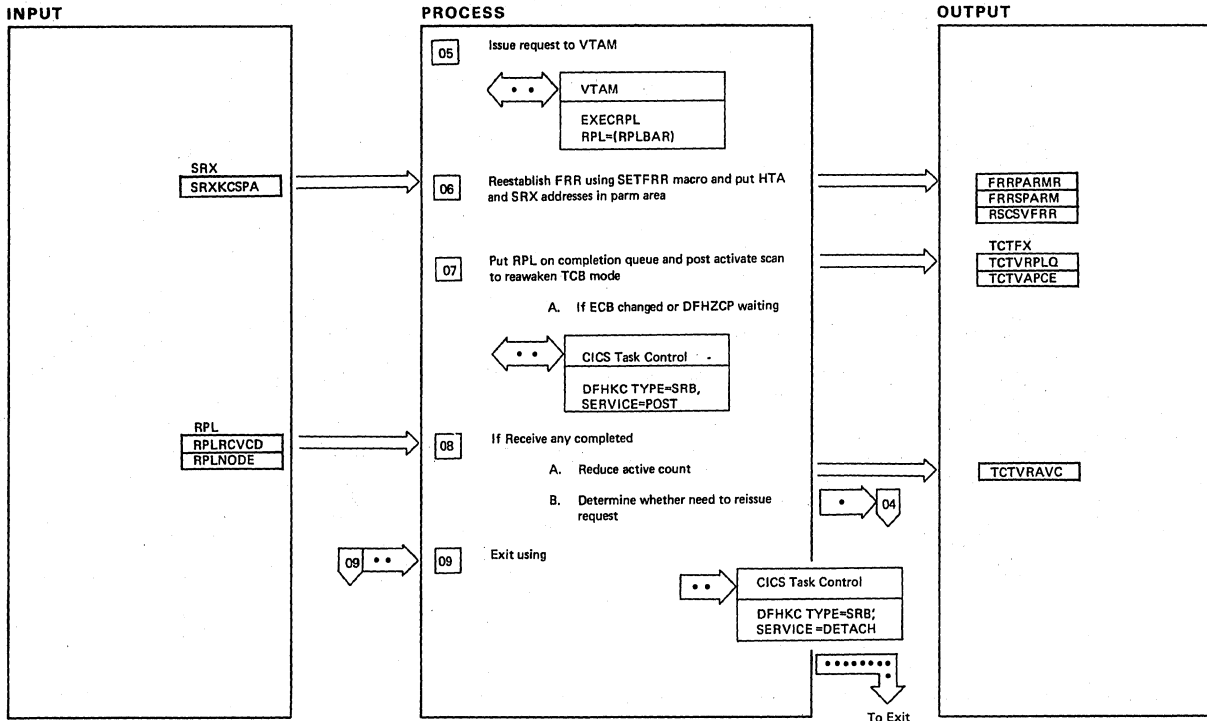 INPUT
PROCESS
OUTPUT
05
Issue request to VTAM
VTAM
EXECRPL
RPL=(RPLBAR)
SRX
SRXKCSPA
06
Reestablish FRR using SETFRR macro and put HTA
and SRX addresses in parm area
FRRPARMR
FRRSPARM
RSCSVFRR
07
Put RPL on completion queue and post activate scan
to reawaken TCB mode
TCTFX
TCTVRPLQ
TCTVAPCE
A. If ECB changed or DFHZCP waiting
CICS Task Control
DFHKC TYPE=SRB,
SERVICE=POST
RPL
RPLRCVCD
RPLNODE
08
If Receive any completed
A. Reduce active count
TCTVRAVC
B. Determine whether need to reissue
request
04
09
09
Exit using
CICS Task Control
DFHKC TYPE=SRB,
SERVICE=DETACH
To Exit